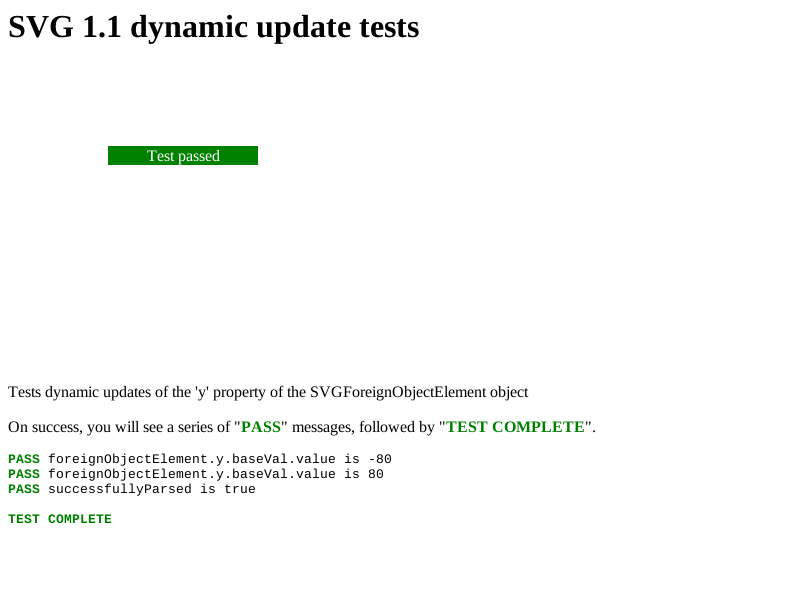 SVG 1.1 dynamic update tests
Test passed
Tests dynamic updates of the 'y' property of the SVGForeignObjectElement object
On success, you will see a series of "PASS" messages, followed by "TEST COMPLETE".
PASS foreignObjectElement.y.baseVal.value is -80
PASS foreignObjectElement.y.baseVal.value is 80
PASS successfullyParsed is true
TEST COMPLETE